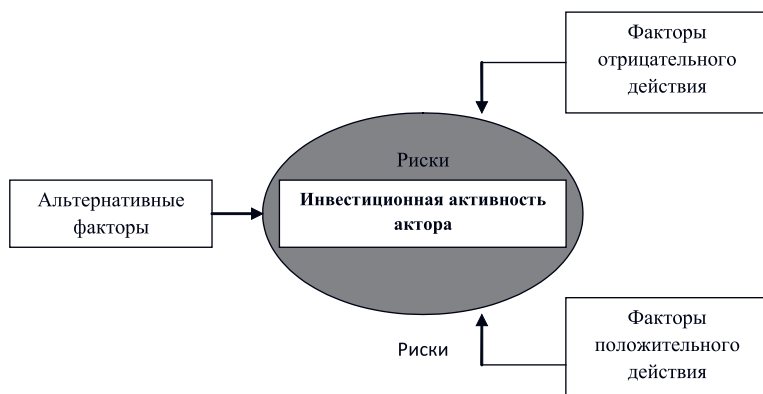 Факторы
отрицательного
действия
Риски
Альтернативные
факторы
Инвестиционная активность
актора
Риски
Факторы
положительного
действия